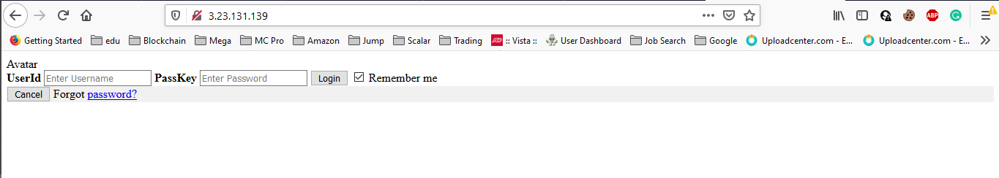 3.23.131.139
ABP
Getting Started edu Blockchain Mega MC Pro Amazon Jump Scalar Trading ADP :: Vista :: User Dashboard Job Search Google Uploadcenter.com - E... Uploadcenter.com - E...
Avatar
UserId Enter Username PassKey Enter Password Login Remember me
Cancel Forgot password?